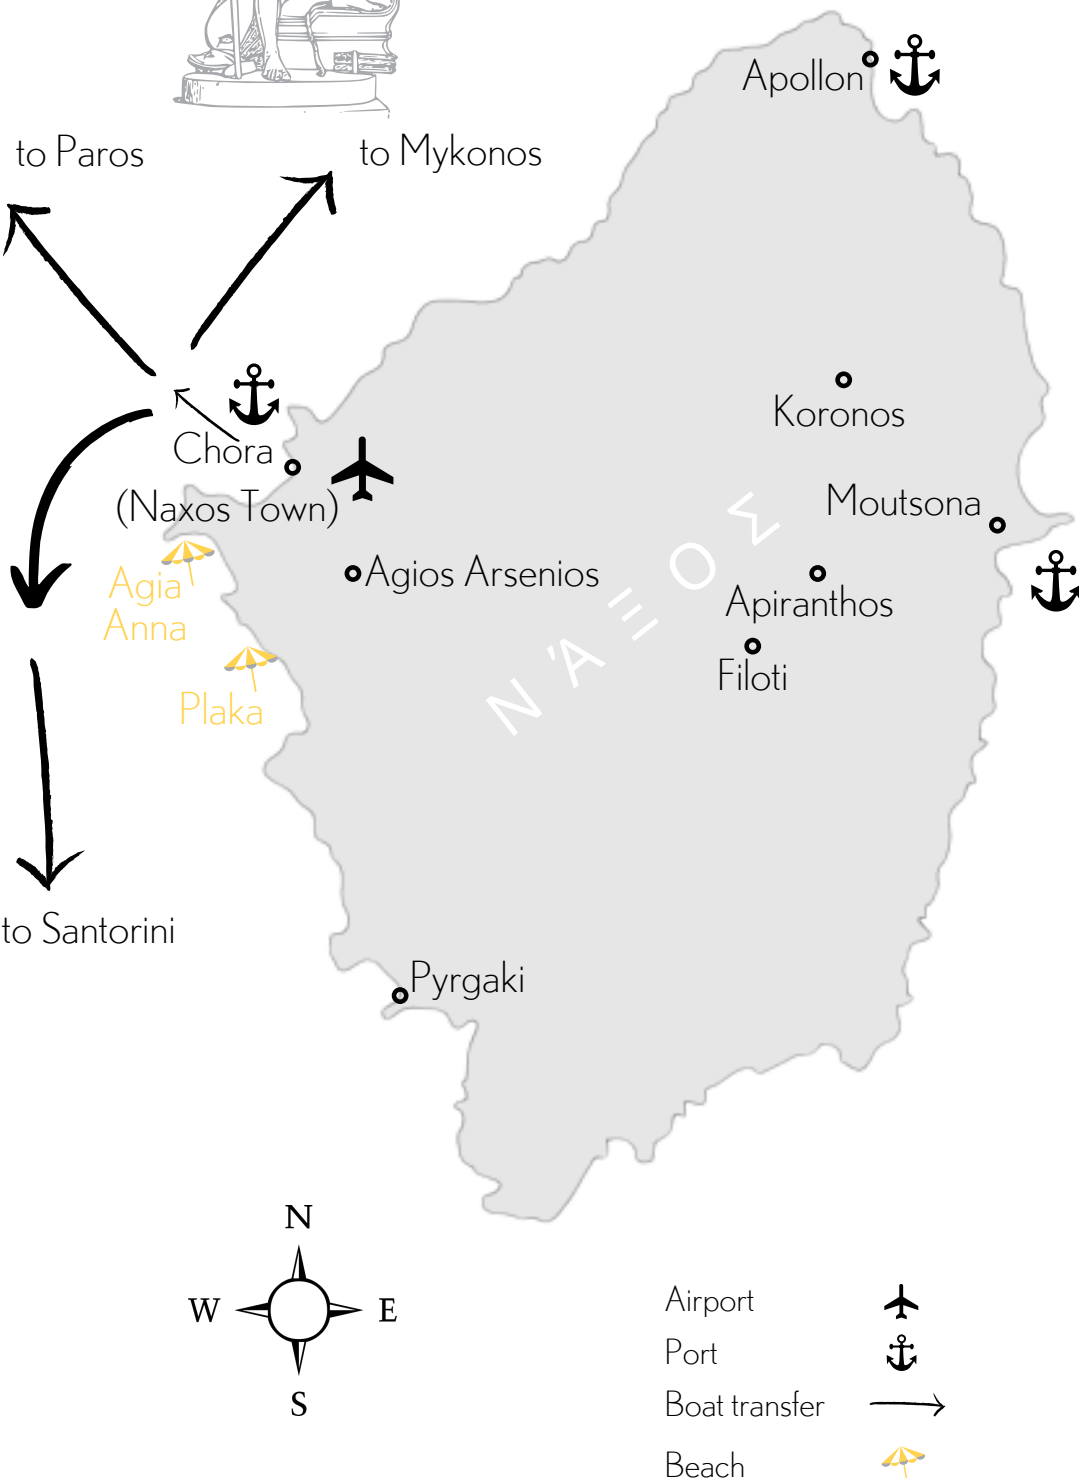 Apollon
to Paros
to Mykonos
Koronos
Chora
(Naxos Town)
Moutsona
Agia
Anna
Agios Arsenios
ΝΆΞΟΣ
Apiranthos
Filoti
Plaka
to Santorini
Pyrgaki
N
W
E
S
Airport
Port
Boat transfer
Beach